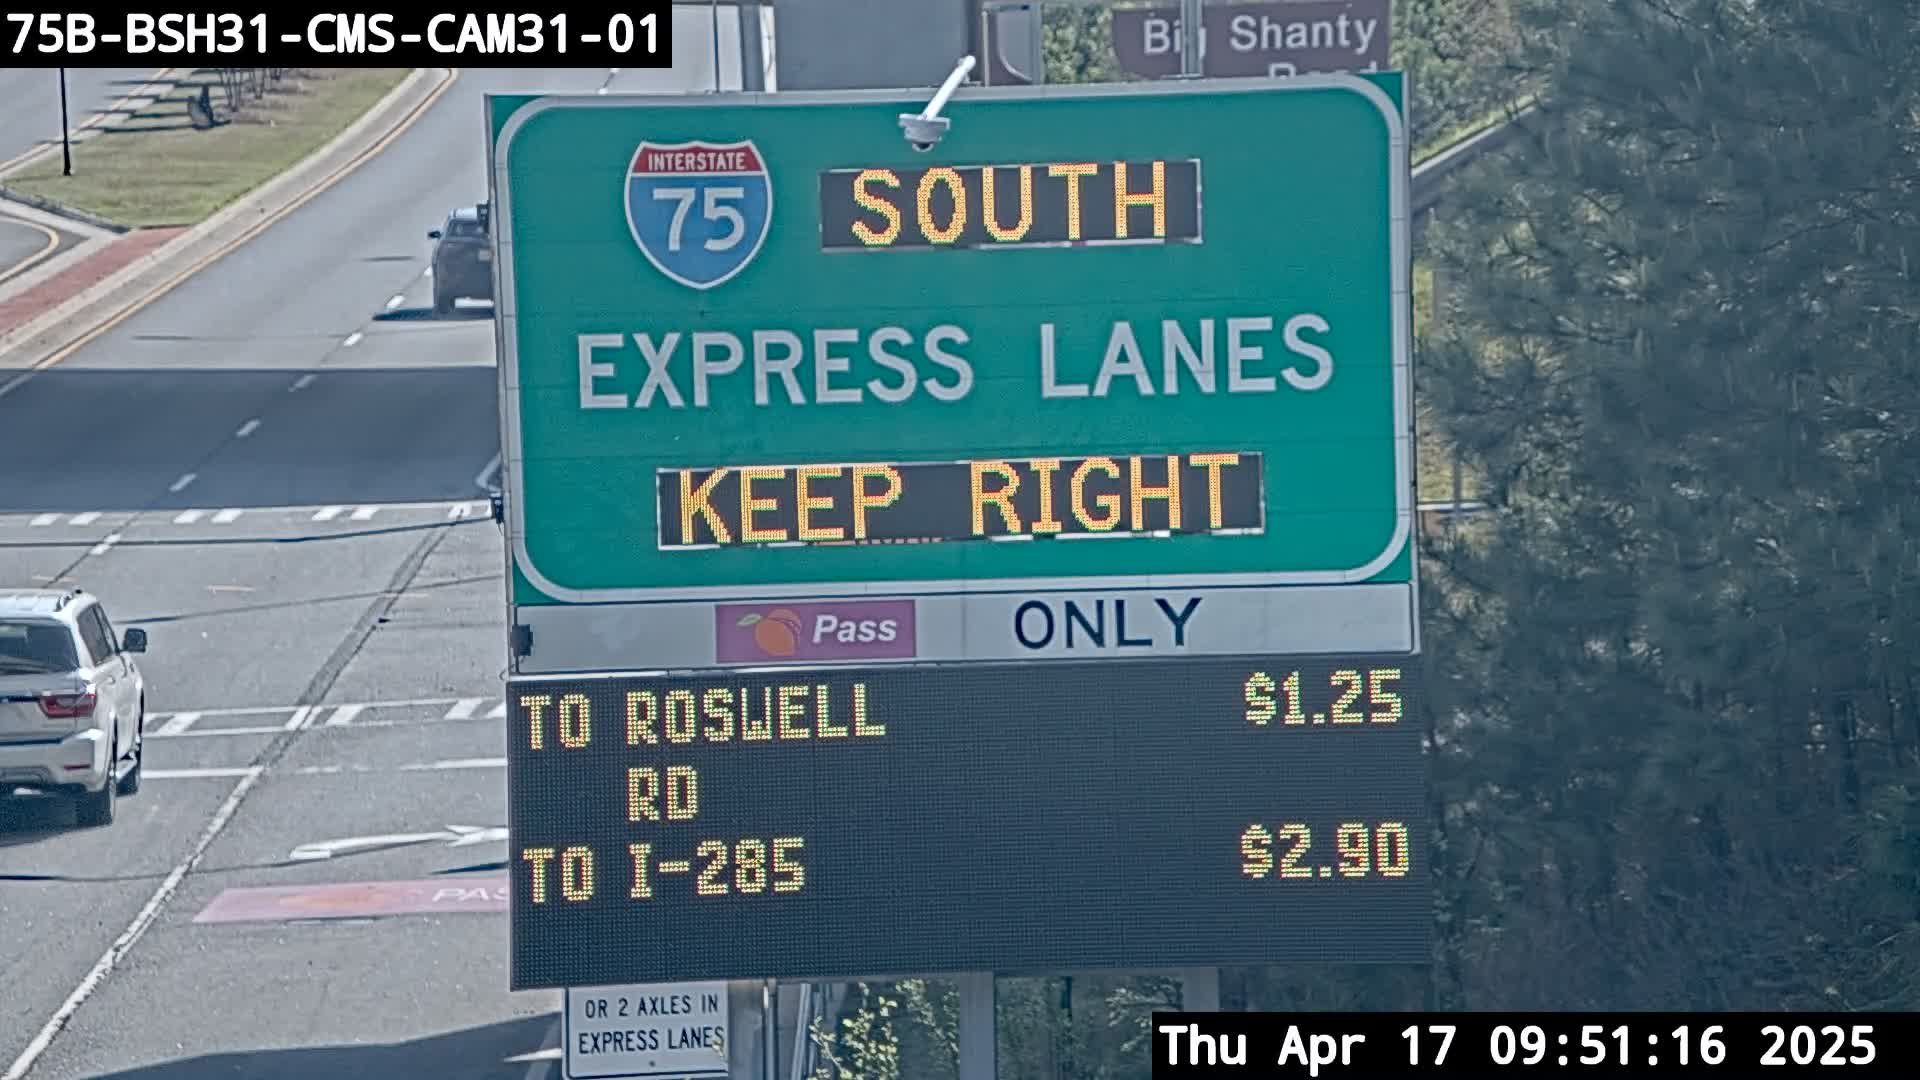 75B-BSH31-CMS-CAM31-01
Big Shanty
Road
INTERSTATE
75
SOUTH
EXPRESS LANES
KEEP RIGHT
Pass ONLY
TO ROSWELL $1.25
RD
TO I-285 $2.90
PAS
OR 2 AXLES IN
EXPRESS LANES
Thu Apr 17 09:51:16 2025